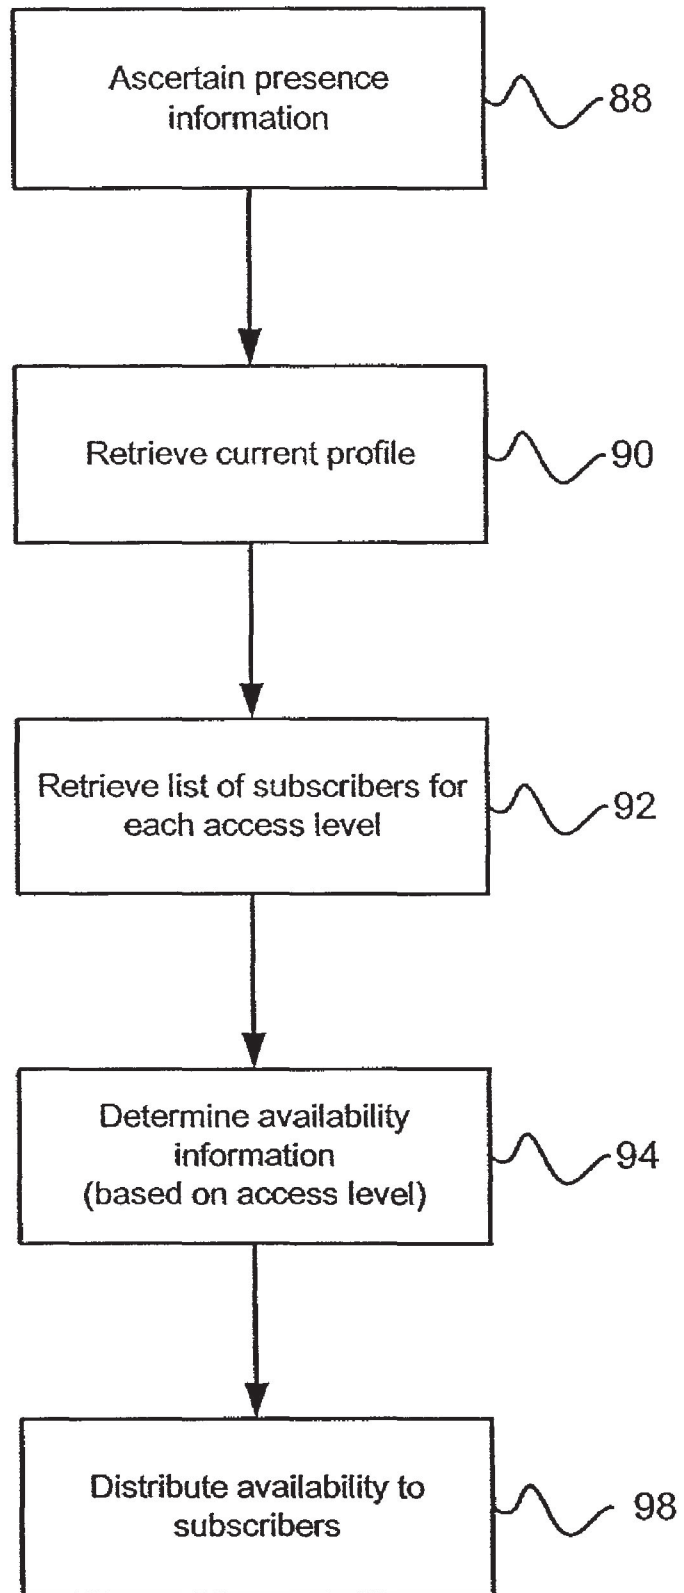 Ascertain presence
information
88
Retrieve current profile
90
Retrieve list of subscribers for
each access level
92
Determine availability
information
(based on access level)
94
Distribute availability to
subscribers
98